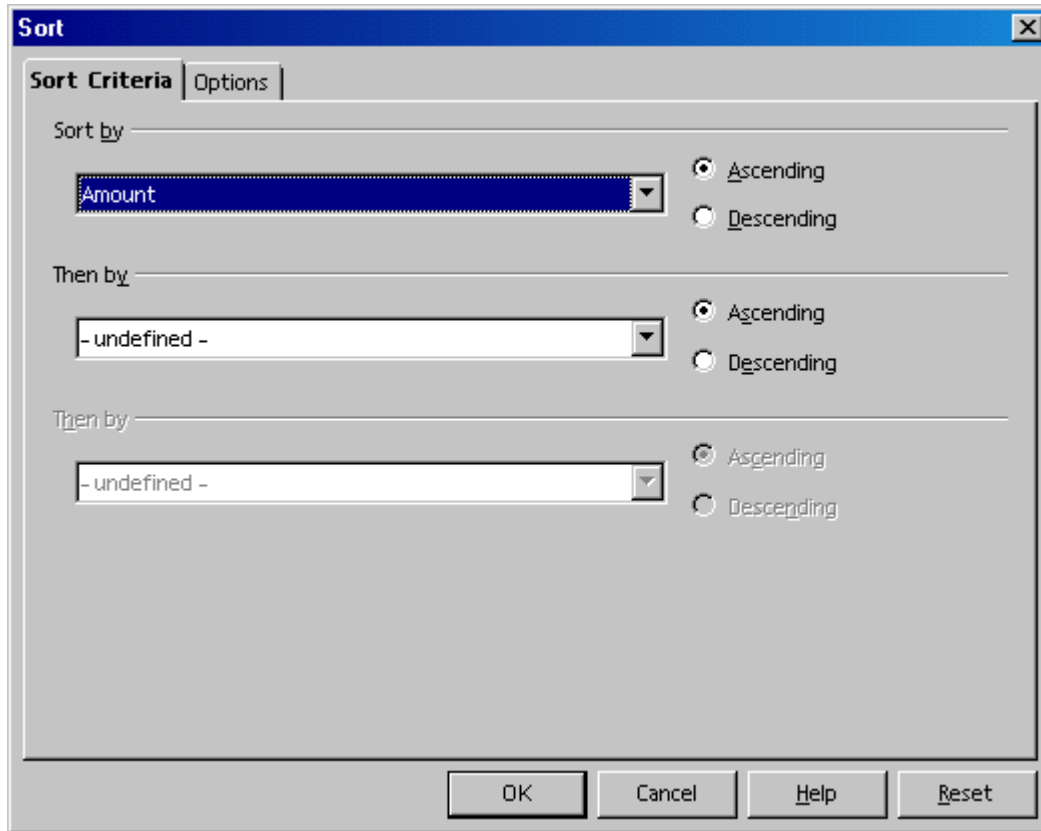 Sort
Sort Criteria Options
Sort by
Amount
Ascending
Descending
Then by
- undefined -
Ascending
Descending
Then by
- undefined -
Ascending
Descending
OK Cancel Help Reset